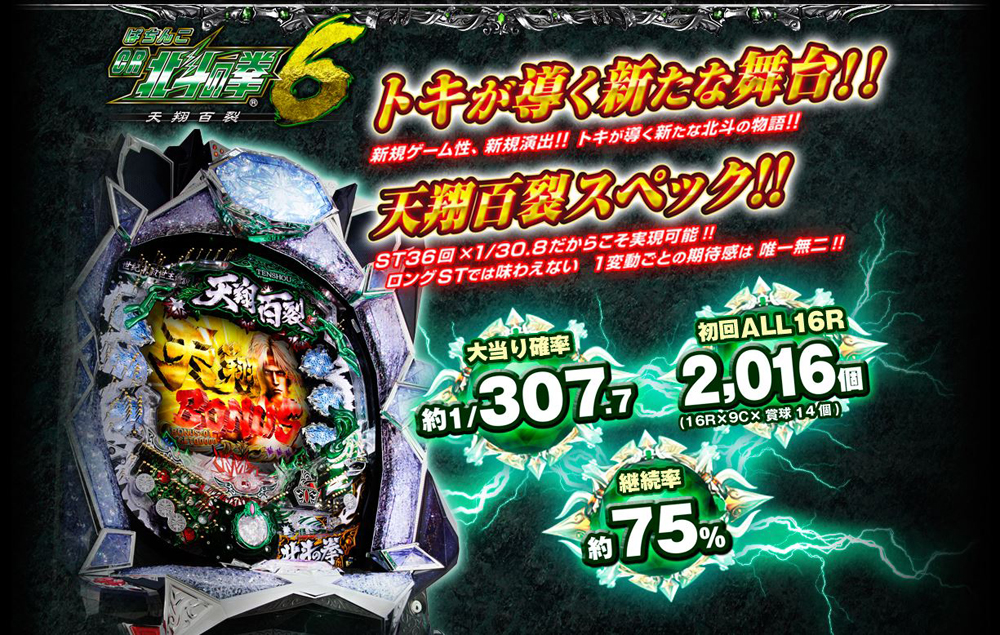 ぱちんこ
CR北斗の拳6
®
天翔百裂
トキが導く新たな舞台!!
新規ゲーム性、新規演出!! トキが導く新たな北斗の物語!!
天翔百裂スペック!!
ST36回×1/30.8だからこそ実現可能!!
ロングSTでは味わえない 1変動ごとの期待感は 唯一無二!!
大当り確率
約1/307.7
初回ALL16R
2,016個
(16R×9C×賞球14個)
継続率
約75%
TENSHOU
天翔百裂
天翔
BONUS
北斗の拳